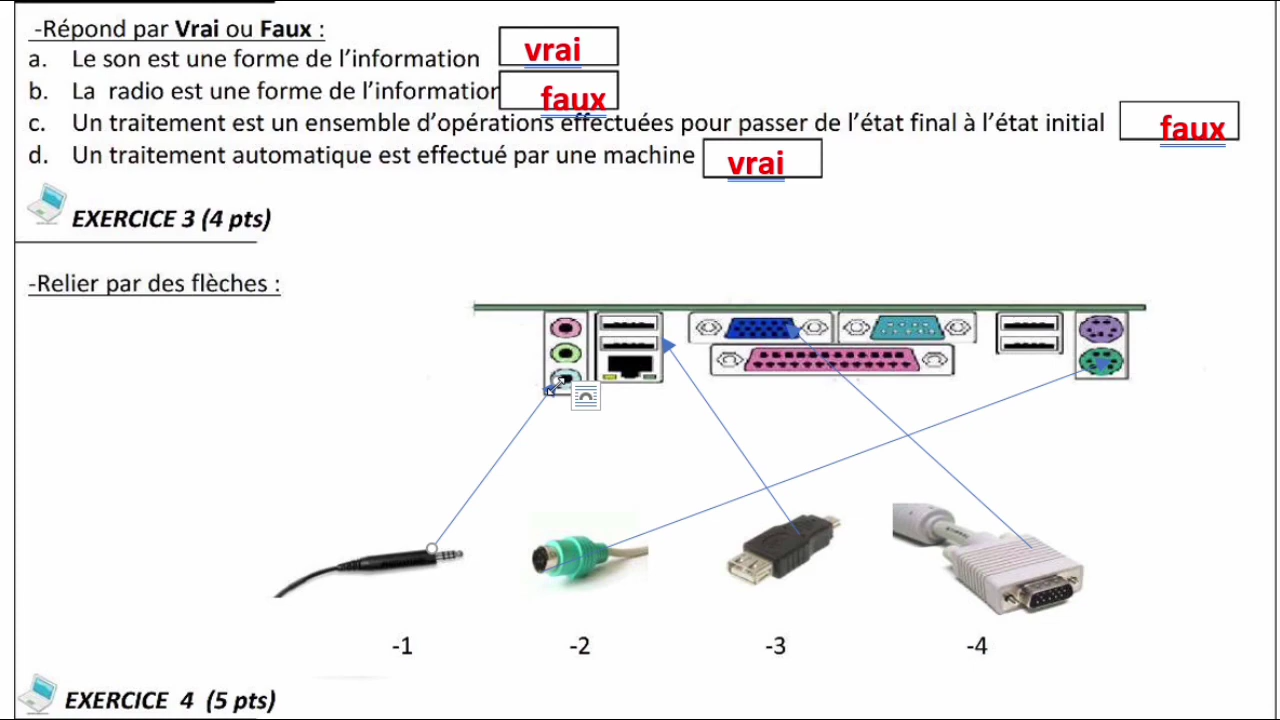 -Répond par Vrai ou Faux :
a. Le son est une forme de l’information vrai
b. La radio est une forme de l’information faux
c. Un traitement est un ensemble d’opérations effectuées pour passer de l’état final à l’état initial faux
d. Un traitement automatique est effectué par une machine vrai
EXERCICE 3 (4 pts)
-Relier par des flèches :
-1 -2 -3 -4
EXERCICE 4 (5 pts)